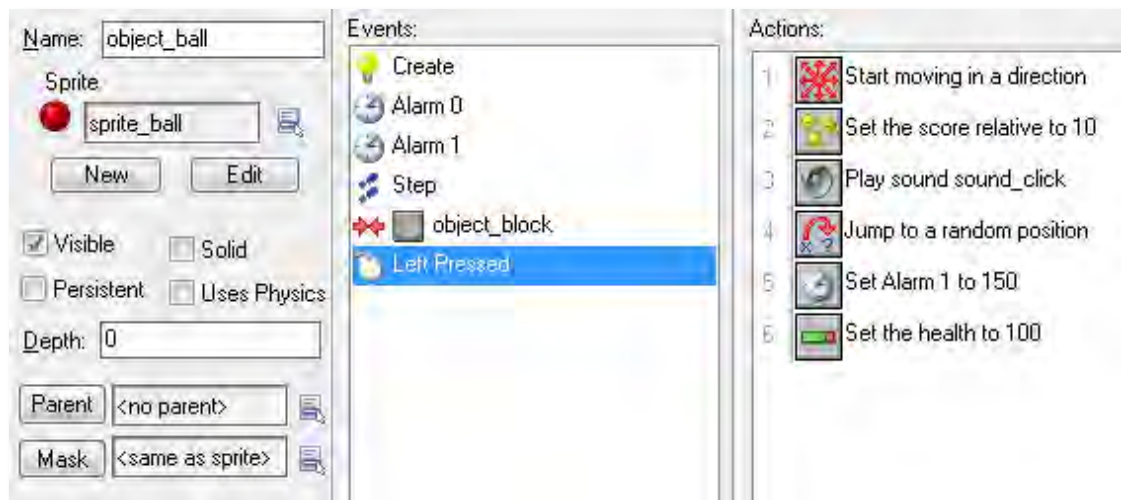 Name: object_ball
Sprite
sprite_ball
New Edit
Visible Solid
Persistent Uses Physics
Depth: 0
Parent <no parent>
Mask <same as sprite>
Events:
Create
Alarm 0
Alarm 1
Step
object_block
Left Pressed
Actions:
1 Start moving in a direction
2 Set the score relative to 10
3 Play sound sound_click
4 Jump to a random position
5 Set Alarm 1 to 150
6 Set the health to 100